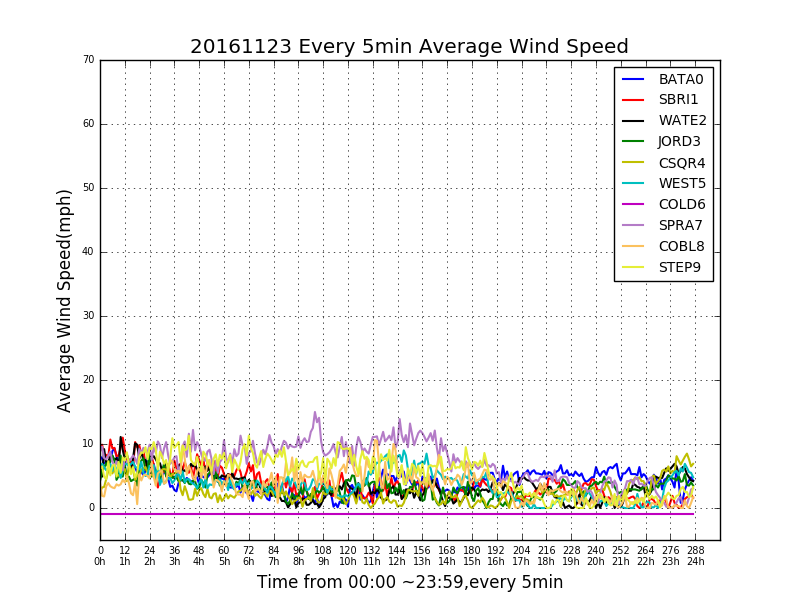 20161123 Every 5min Average Wind Speed
70
60
50
40
30
20
10
0
Average Wind Speed(mph)
BATA0
SBRI1
WATE2
JORD3
CSQR4
WEST5
COLD6
SPRA7
COBL8
STEP9
0 12 24 36 48 60 72 84 96 108 120 132 144 156 168 180 192 204 216 228 240 252 264 276 288
0h 1h 2h 3h 4h 5h 6h 7h 8h 9h 10h 11h 12h 13h 14h 15h 16h 17h 18h 19h 20h 21h 22h 23h 24h
Time from 00:00 ~23:59,every 5min